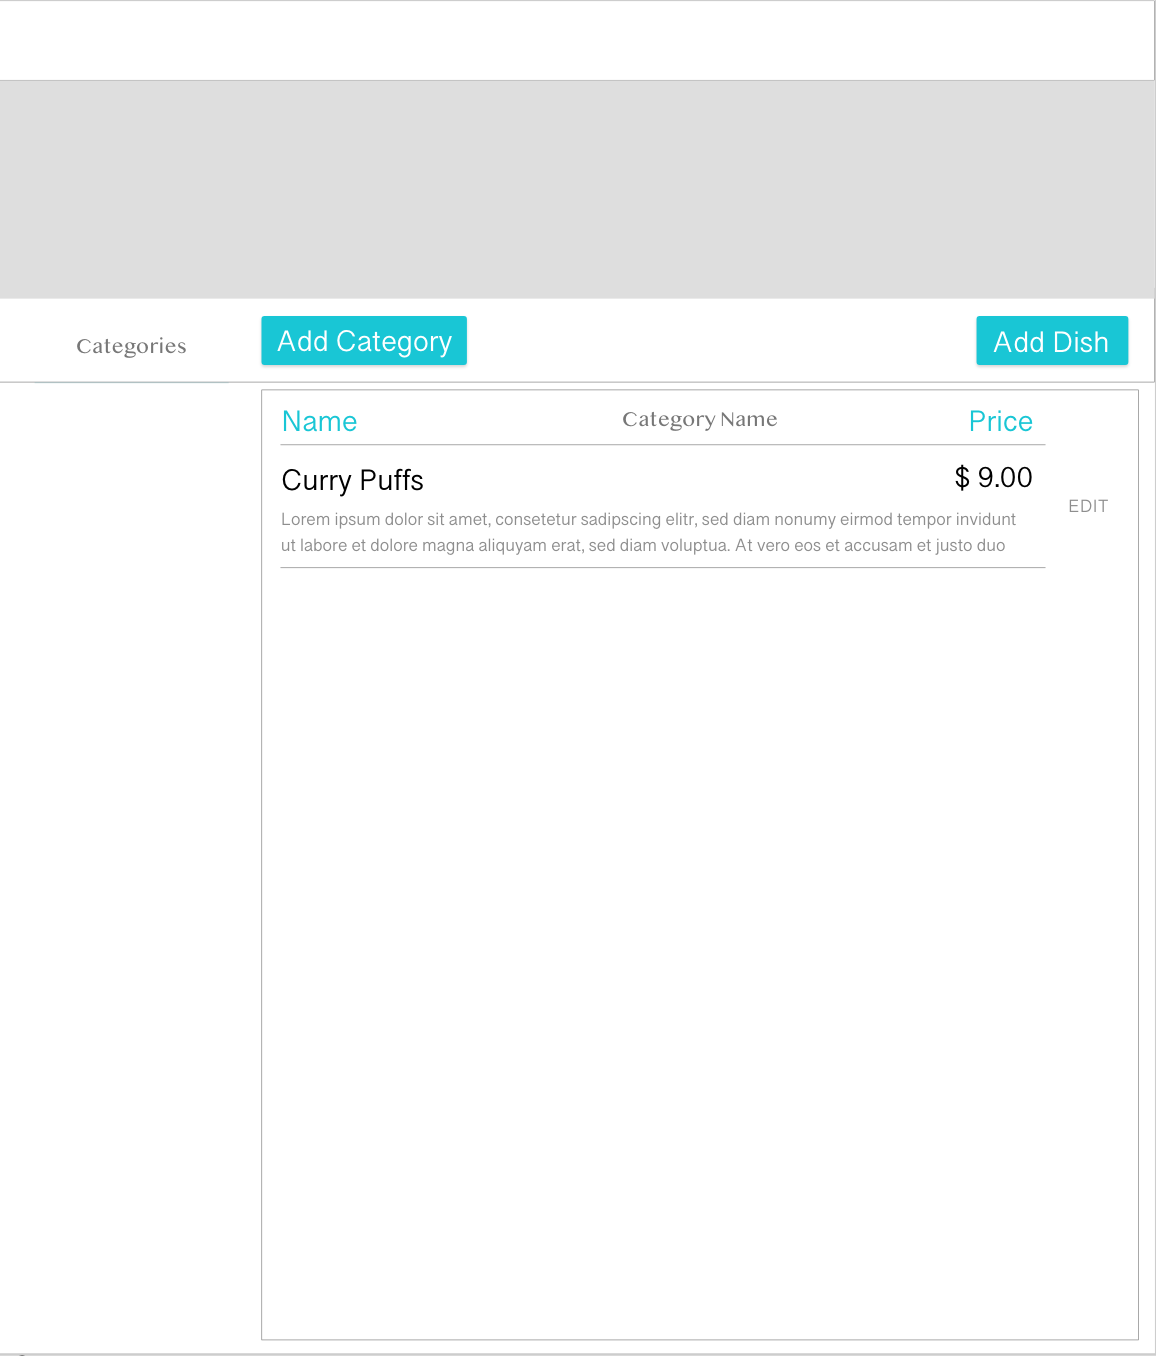 Categories
Add Category
Add Dish
Name
Category Name
Price
Curry Puffs
$ 9.00
EDIT
Lorem ipsum dolor sit amet, consetetur sadipscing elitr, sed diam nonumy eirmod tempor invidunt
ut labore et dolore magna aliquyam erat, sed diam voluptua. At vero eos et accusam et justo duo